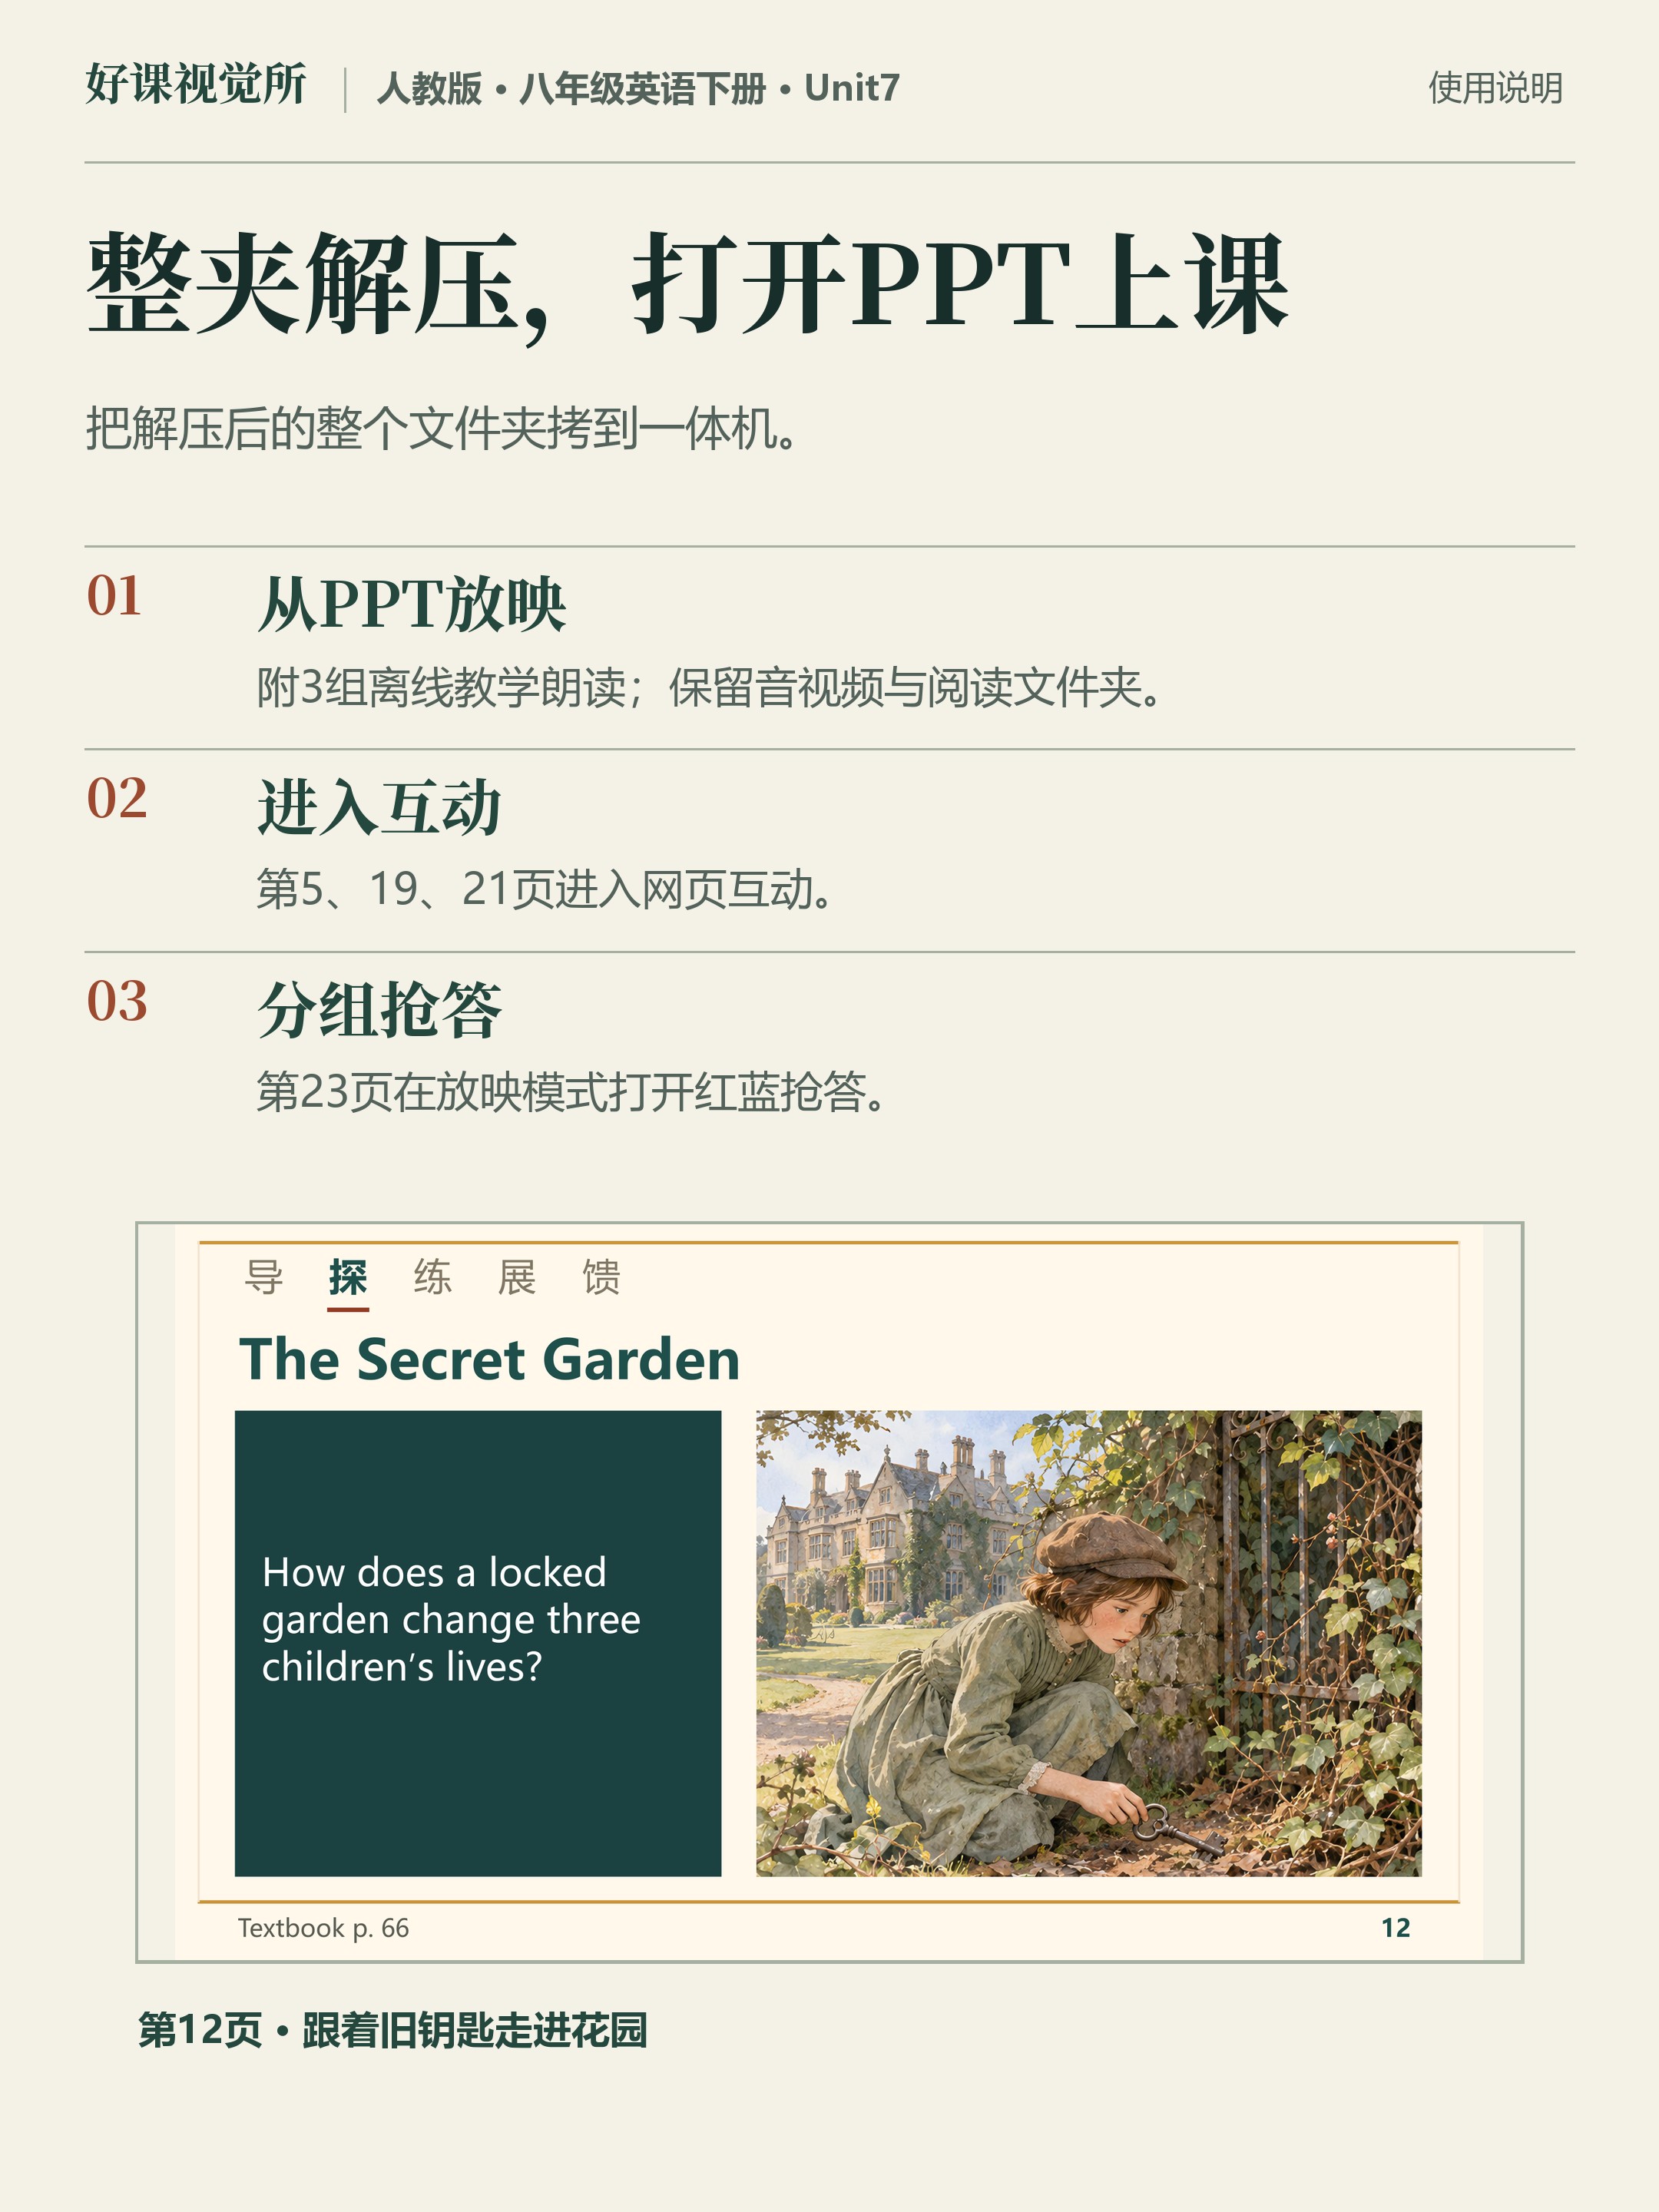 好课视觉所
人教版·八年级英语下册·Unit7
使用说明
整夹解压，打开PPT上课
把解压后的整个文件夹拷到一体机。
01
从PPT放映
附3组离线教学朗读；保留音视频与阅读文件夹。
02
进入互动
第5、19、21页进入网页互动。
03
分组抢答
第23页在放映模式打开红蓝抢答。
导 探 练 展 馈
The Secret Garden
How does a locked
garden change three
children's lives?
Textbook p. 66
12
第12页·跟着旧钥匙走进花园